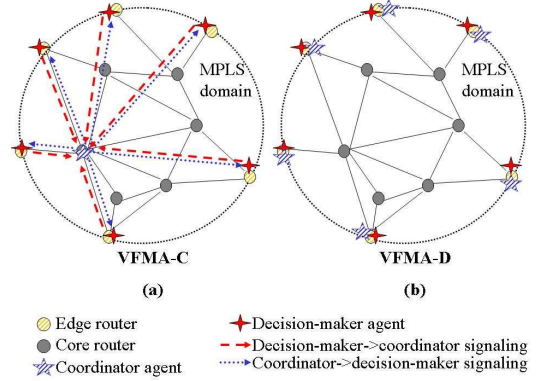 MPLS
domain
MPLS
domain
VFMA-C
VFMA-D
(a)
(b)
Edge router
Core router
Coordinator agent
Decision-maker agent
Decision-maker->coordinator signaling
Coordinator->decision-maker signaling